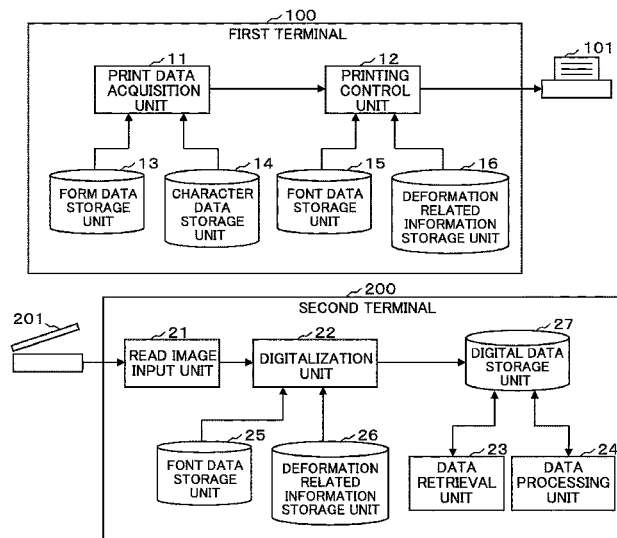 100
FIRST TERMINAL
11
PRINT DATA
ACQUISITION
UNIT
12
PRINTING
CONTROL
UNIT
101
13
FORM DATA
STORAGE
UNIT
14
CHARACTER
DATA
STORAGE
UNIT
15
FONT DATA
STORAGE
UNIT
16
DEFORMATION
RELATED
INFORMATION
STORAGE UNIT
200
SECOND TERMINAL
201
21
READ IMAGE
INPUT UNIT
22
DIGITALIZATION
UNIT
27
DIGITAL DATA
STORAGE
UNIT
25
FONT DATA
STORAGE
UNIT
26
DEFORMATION
RELATED
INFORMATION
STORAGE UNIT
23
DATA
RETRIEVAL
UNIT
24
DATA
PROCESSING
UNIT